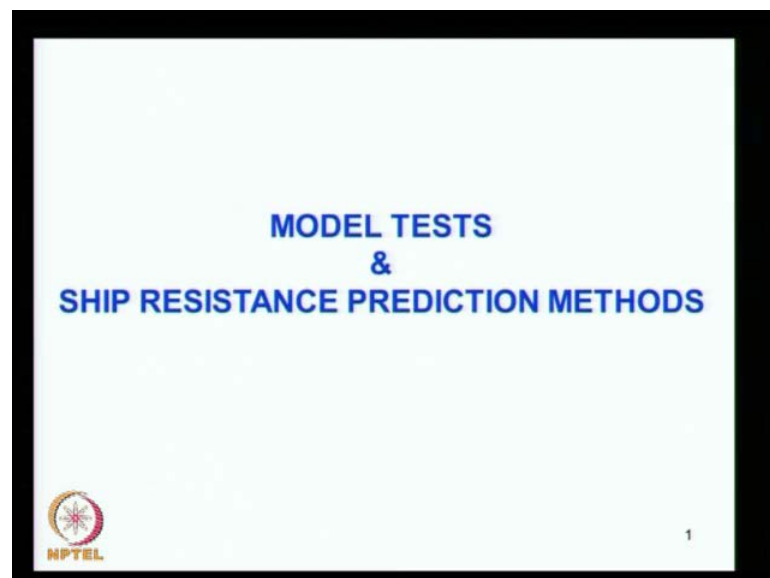 MODEL TESTS
&
SHIP RESISTANCE PREDICTION METHODS
NPTEL
1